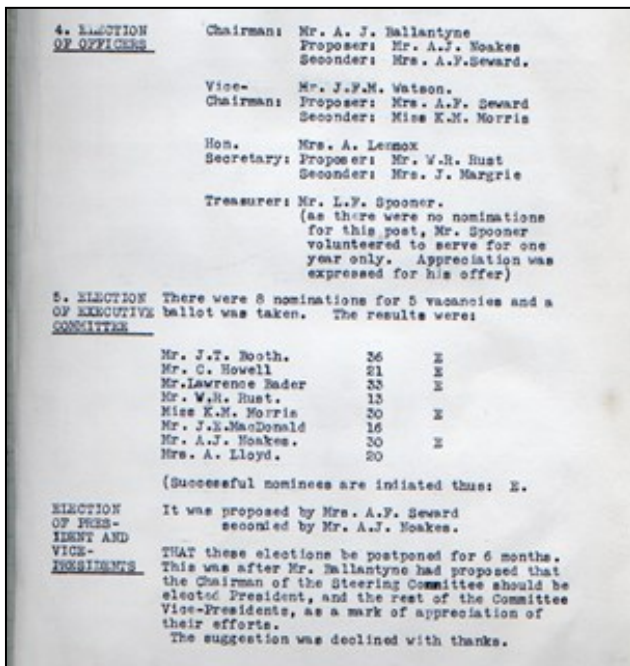 4. ELECTION OF OFFICERS
Chairman: Mr. A. J. Ballantyne
Proposer: Mr. A.J. Noakes
Seconder: Mrs. A.F.Seward.
Vice-Chairman: Mr. J.F.M. Watson.
Proposer: Mrs. A.F. Seward
Seconder: Miss K.M. Morris
Hon. Secretary: Mrs. A. Lennox
Proposer: Mr. W.R. Rust
Seconder: Mrs. J. Margrie
Treasurer: Mr. L.F. Spooner.
(as there were no nominations
for this post, Mr. Spooner
volunteered to serve for one
year only. Appreciation was
expressed for his offer)
5. ELECTION OF EXECUTIVE COMMITTEE
There were 8 nominations for 5 vacancies and a
ballot was taken. The results were:
Mr. J.T. Booth. 36 E
Mr. C. Howell 21 E
Mr.Lawrence Bader 33 E
Mr. W.R. Rust. 13
Miss K.M. Morris 30 E
Mr. J.E.MacDonald 16
Mr. A.J. Noakes. 30 E
Mrs. A. Lloyd. 20
(Successful nominees are indiated thus: E.
ELECTION OF PRES-IDENT AND VICE-PRESIDENTS
It was proposed by Mrs. A.F. Seward
seconded by Mr. A.J. Noakes.
THAT these elections be postponed for 6 months.
This was after Mr. Ballantyne had proposed that
the Chairman of the Steering Committee should be
elected President, and the rest of the Committee
Vice-Presidents, as a mark of appreciation of
their efforts.
The suggestion was declined with thanks.